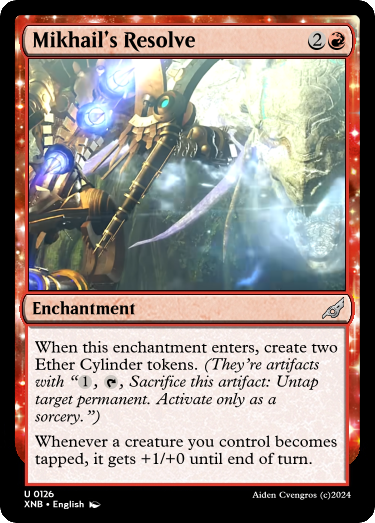 Mikhail's Resolve 2
Enchantment
When this enchantment enters, create two
Ether Cylinder tokens. (They're artifacts
with “1, , Sacrifice this artifact: Untap
target permanent. Activate only as a
sorcery.”)
Whenever a creature you control becomes
tapped, it gets +1/+0 until end of turn.
U 0126
XNB • English
Aiden Cvengros (c)2024